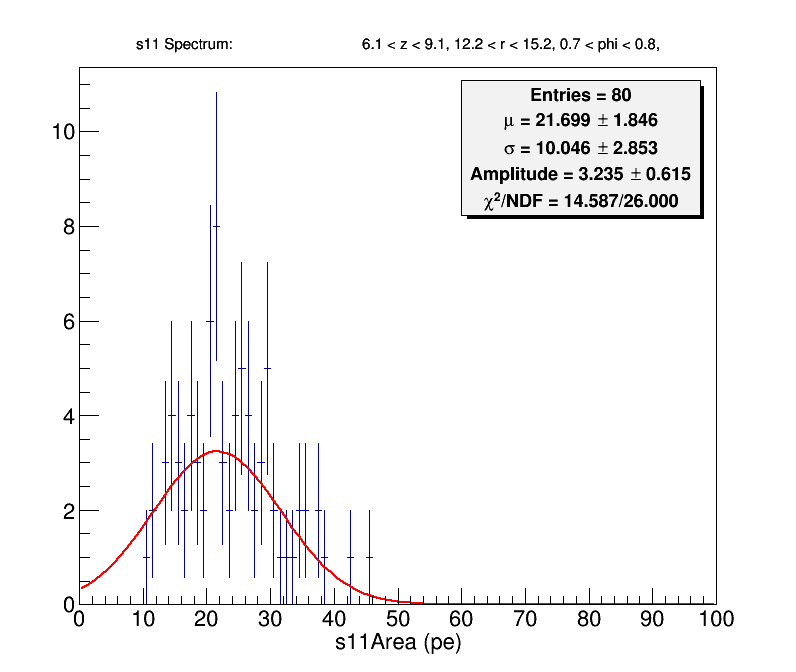 s11 Spectrum: 6.1 < z < 9.1, 12.2 < r < 15.2, 0.7 < phi < 0.8,
Entries = 80
μ = 21.699 ± 1.846
σ = 10.046 ± 2.853
Amplitude = 3.235 ± 0.615
χ²/NDF = 14.587/26.000
10
8
6
4
2
0
0 10 20 30 40 50 60 70 80 90 100
s11Area (pe)